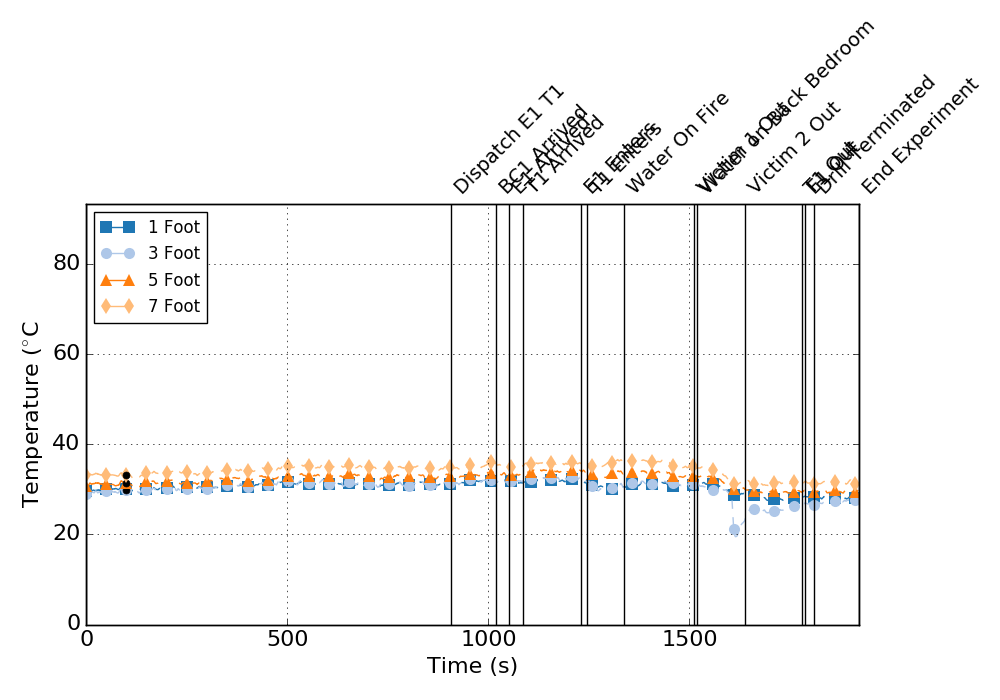 Dispatch E1 T1
BC1 Arrived
E1 Arrived
T1 Arrived
E1 Enters
T1 Enters
Water On Fire
Victim 1 Out
Water on Back Bedroom
Victim 2 Out
E1 Out
T1 Out
Drill Terminated
End Experiment
1 Foot
3 Foot
5 Foot
7 Foot
80
60
40
20
0
Temperature (°C
0
500
1000
1500
Time (s)